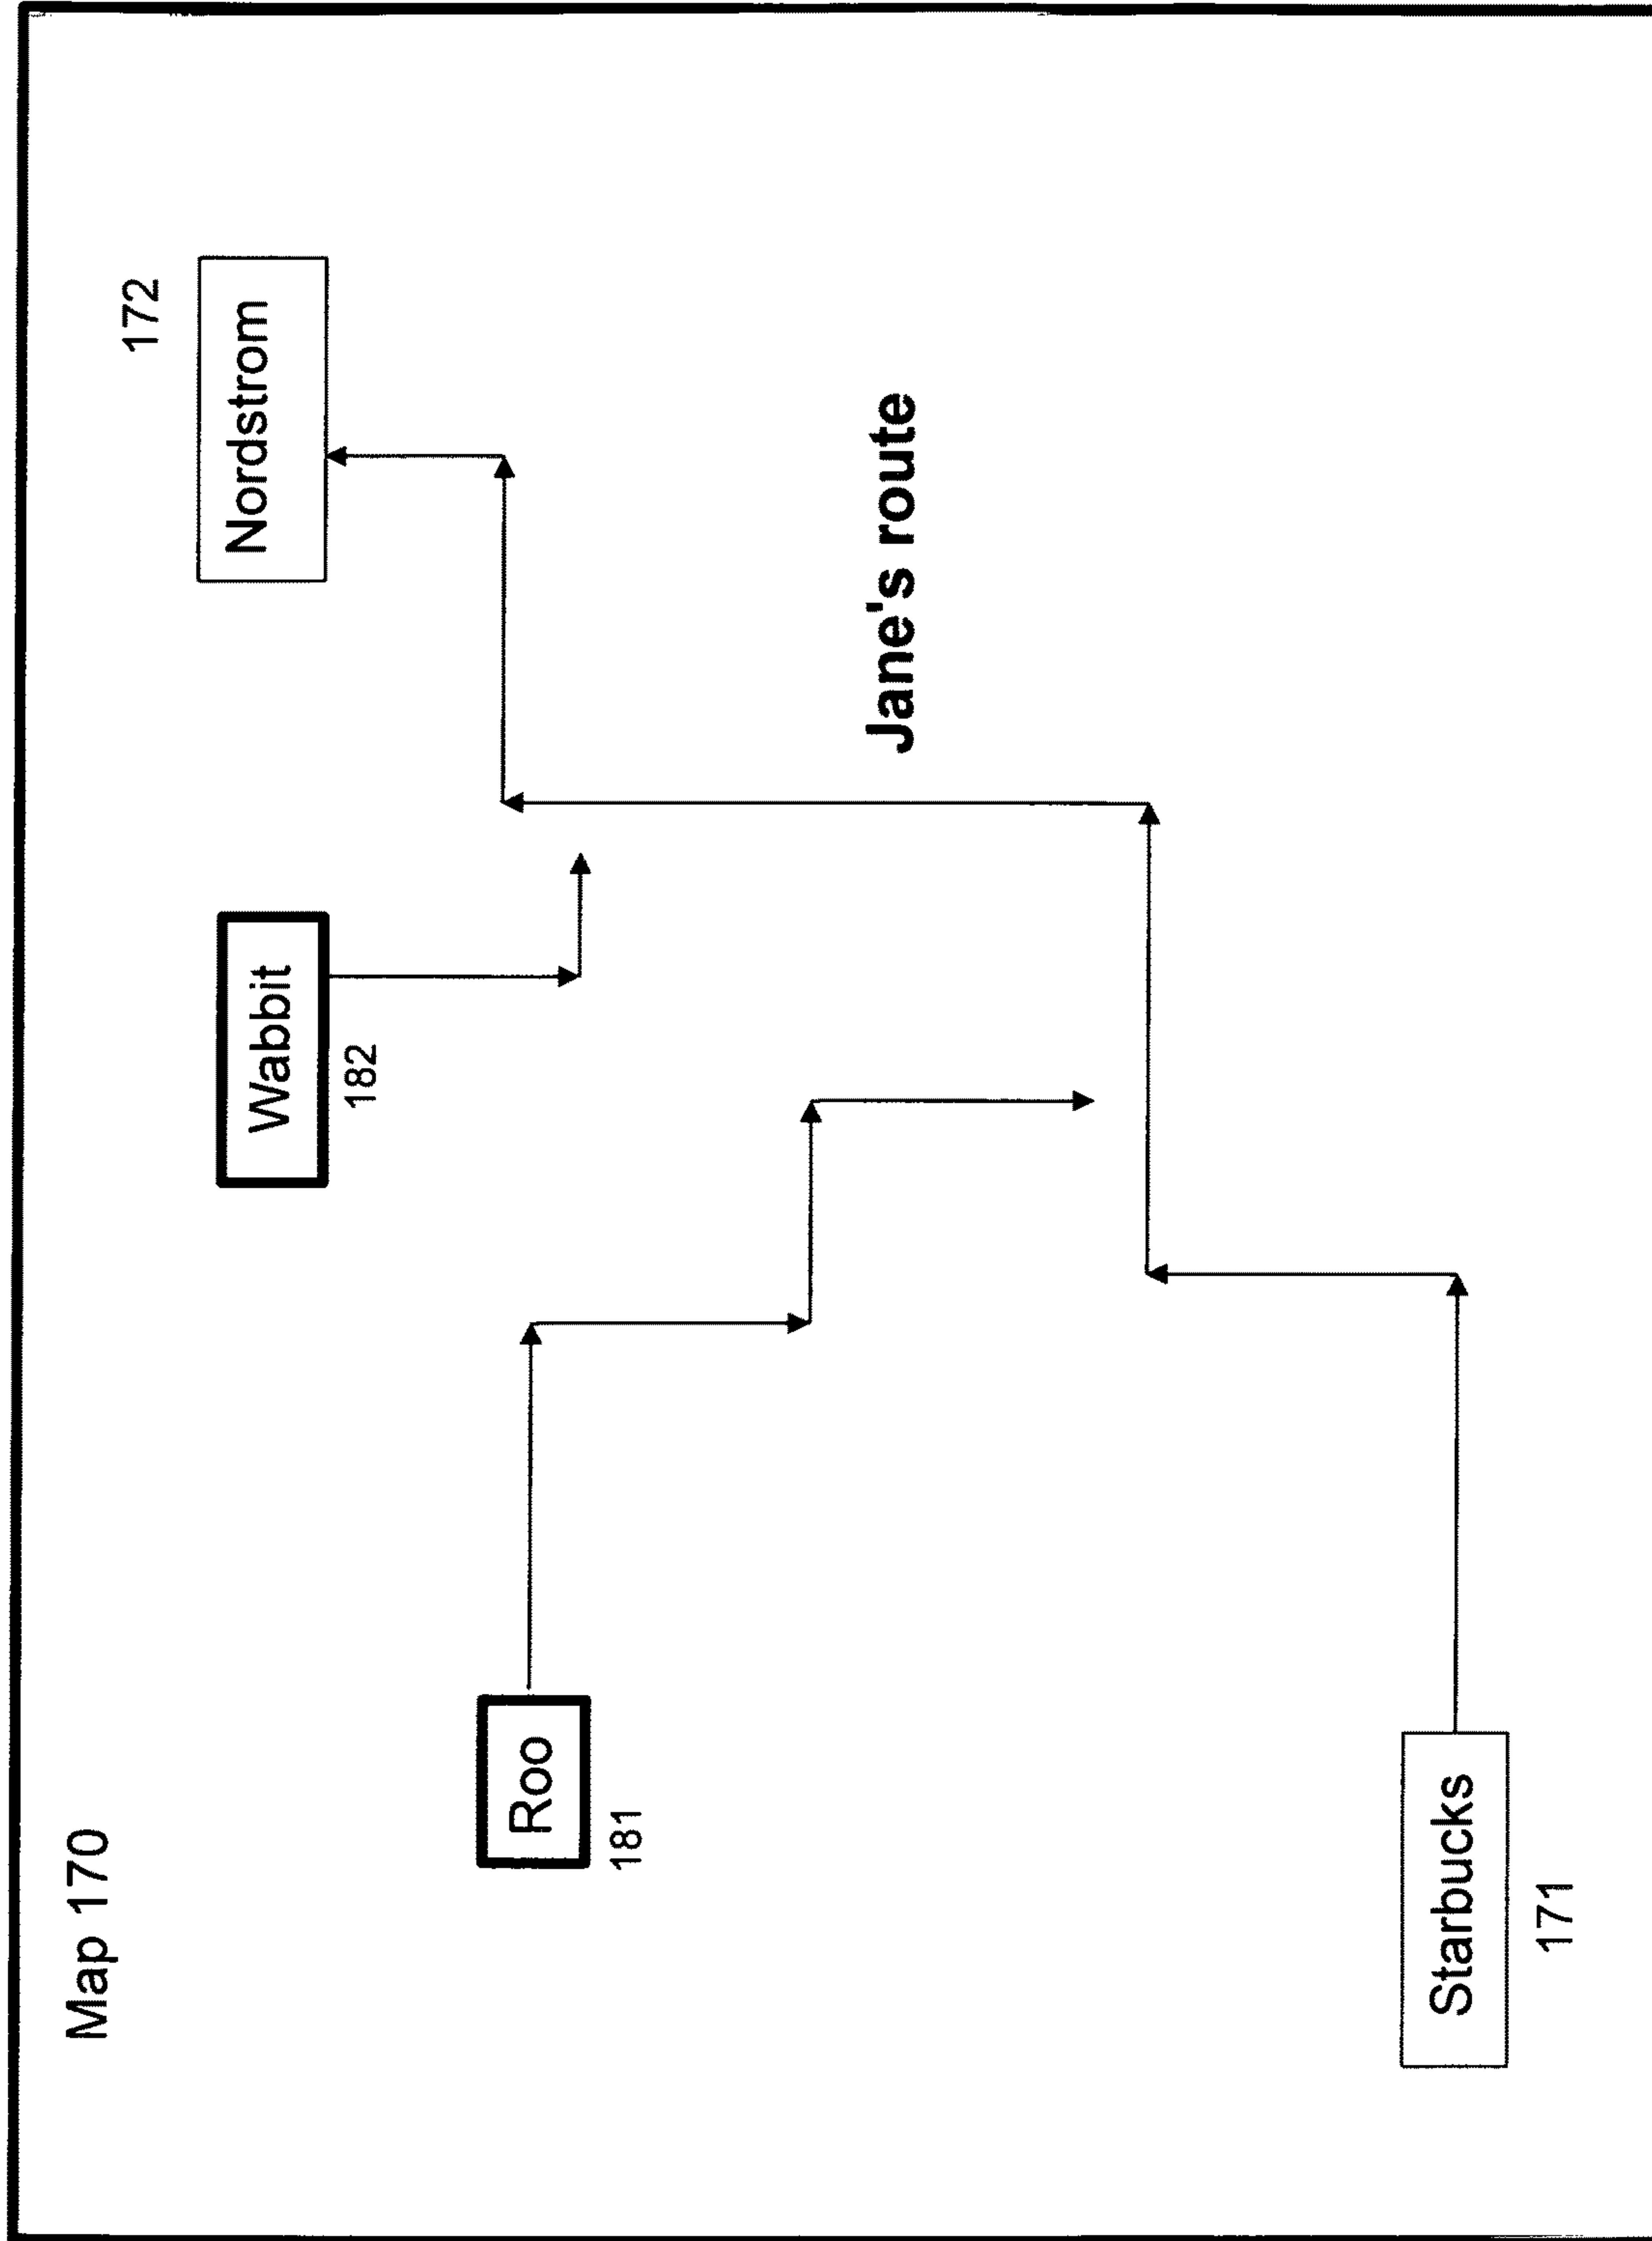 Map 170
172
Nordstrom
Wabbit
182
Roo
181
Jane's route
Starbucks
171